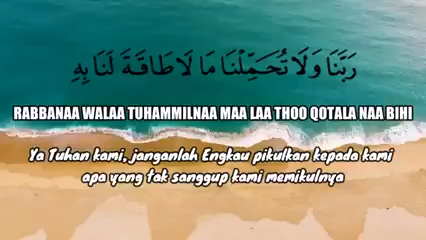 رَبَّنَا وَلَا تُحَمِّلْنَا مَا لَا طَاقَةَ لَنَا بِهِ
RABBANAA WALAA TUHAMMILNAA MAA LAA THOO QOTALA NAA BIHI
Ya Tuhan kami, janganlah Engkau pikulkan kepada kami
apa yang tak sanggup kami memikulnya